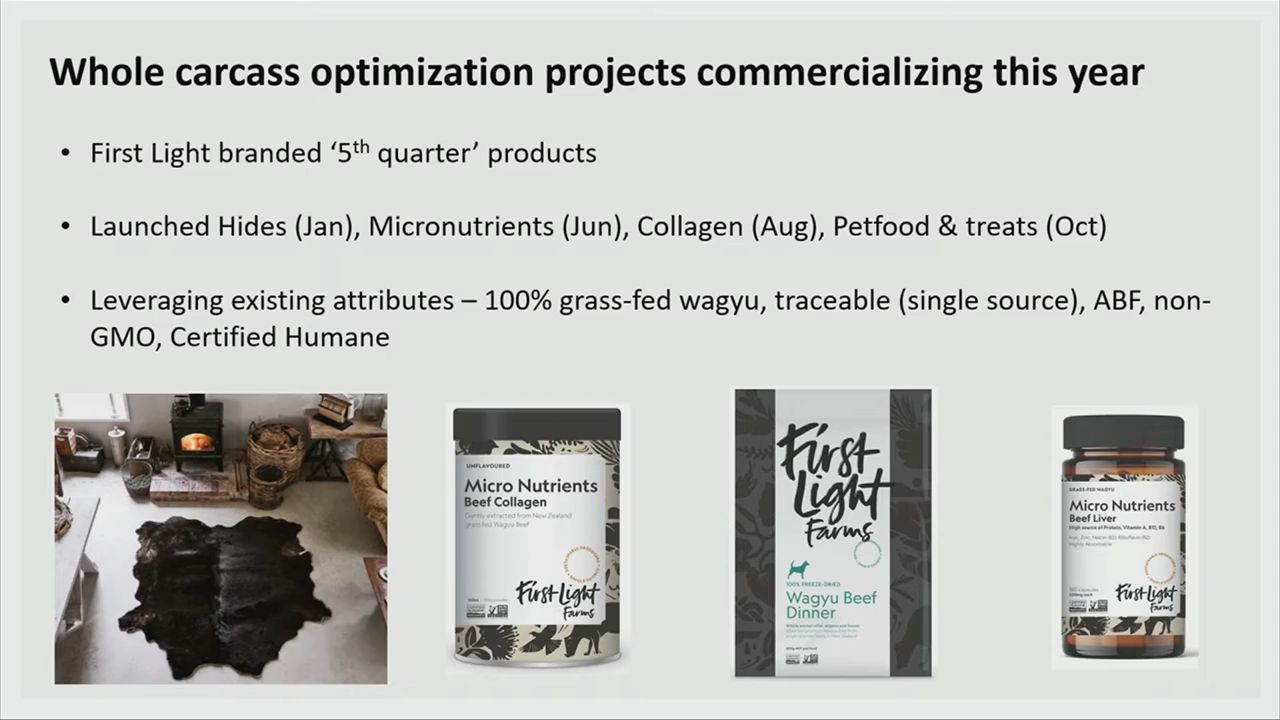 Whole carcass optimization projects commercializing this year
• First Light branded ‘5th quarter’ products
• Launched Hides (Jan), Micronutrients (Jun), Collagen (Aug), Petfood & treats (Oct)
• Leveraging existing attributes – 100% grass-fed wagyu, traceable (single source), ABF, non-
GMO, Certified Humane
UNFLAVOURED
Micro Nutrients
Beef Collagen
Gently extracted from New Zealand
grass fed Wagyu Beef
First Light
Farms
First
Light
Farms
100% FREEZE-DRIED
Wagyu Beef
Dinner
GRASS-FED WAGYU
Micro Nutrients
Beef Liver
High source of Protein, Vitamin A, B12, B6
Iron, Zinc, Niacin (B3), Riboflavin (B2)
Highly Absorbable
First Light
Farms